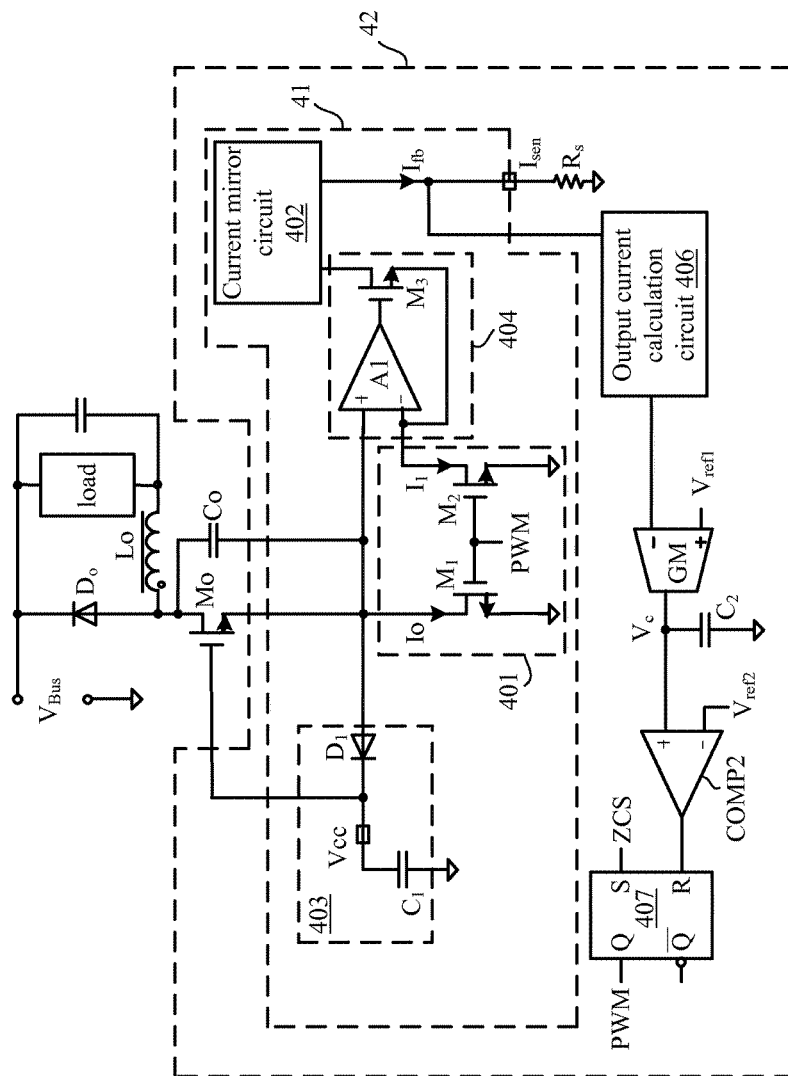 42
41
V_Bus
D_o
Lo
load
Mo
Co
Current mirror
circuit
402
I_fb
I_sen
R_s
403
Vcc
D_1
C_1
A1
+
−
M_3
404
Io
M_1
I_1
M_2
PWM
401
Output current
calculation
circuit 406
GM
−
+
V_ref1
V_c
C_2
+
−
V_ref2
COMP2
PWM
Q
S
ZCS
407
Q
R